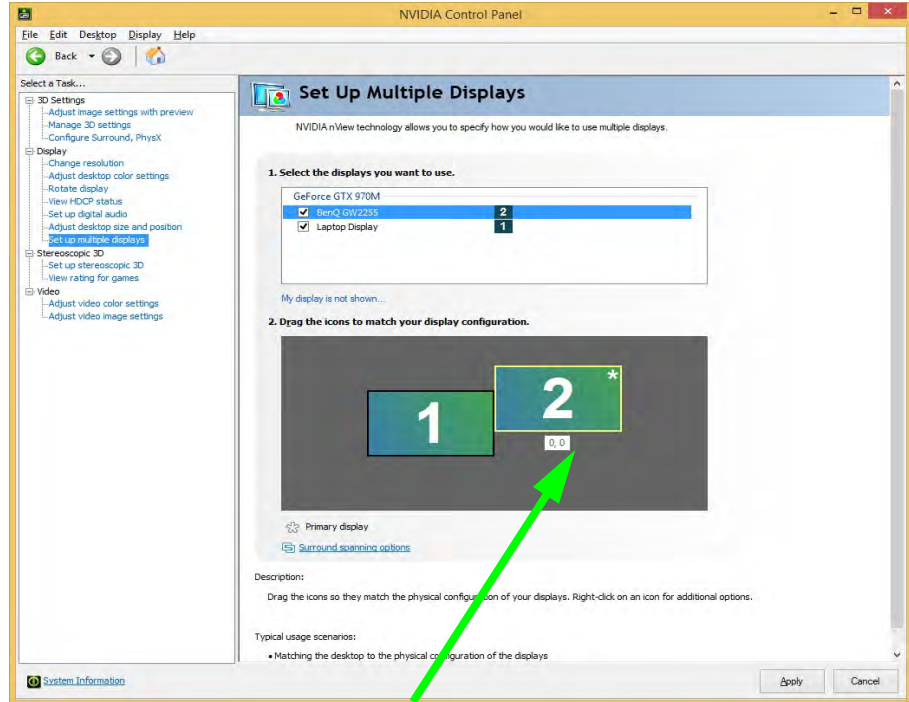 NVIDIA Control Panel
File Edit Desktop Display Help
Back
Select a Task...
3D Settings
Adjust image settings with preview
Manage 3D settings
Configure Surround, PhysX
Display
Change resolution
Adjust desktop color settings
Rotate display
View HDCP status
Set up digital audio
Adjust desktop size and position
Set up multiple displays
Stereoscopic 3D
Set up stereoscopic 3D
View rating for games
Video
Adjust video color settings
Adjust video image settings
Set Up Multiple Displays
NVIDIA nView technology allows you to specify how you would like to use multiple displays.
1. Select the displays you want to use.
GeForce GTX 970M
BenQ GW2255 2
Laptop Display 1
My display is not shown...
2. Drag the icons to match your display configuration.
1
2 *
0, 0
Primary display
Surround spanning options
Description:
Drag the icons so they match the physical configuration of your displays. Right-click on an icon for additional options.
Typical usage scenarios:
• Matching the desktop to the physical configuration of the displays
System Information
Apply Cancel